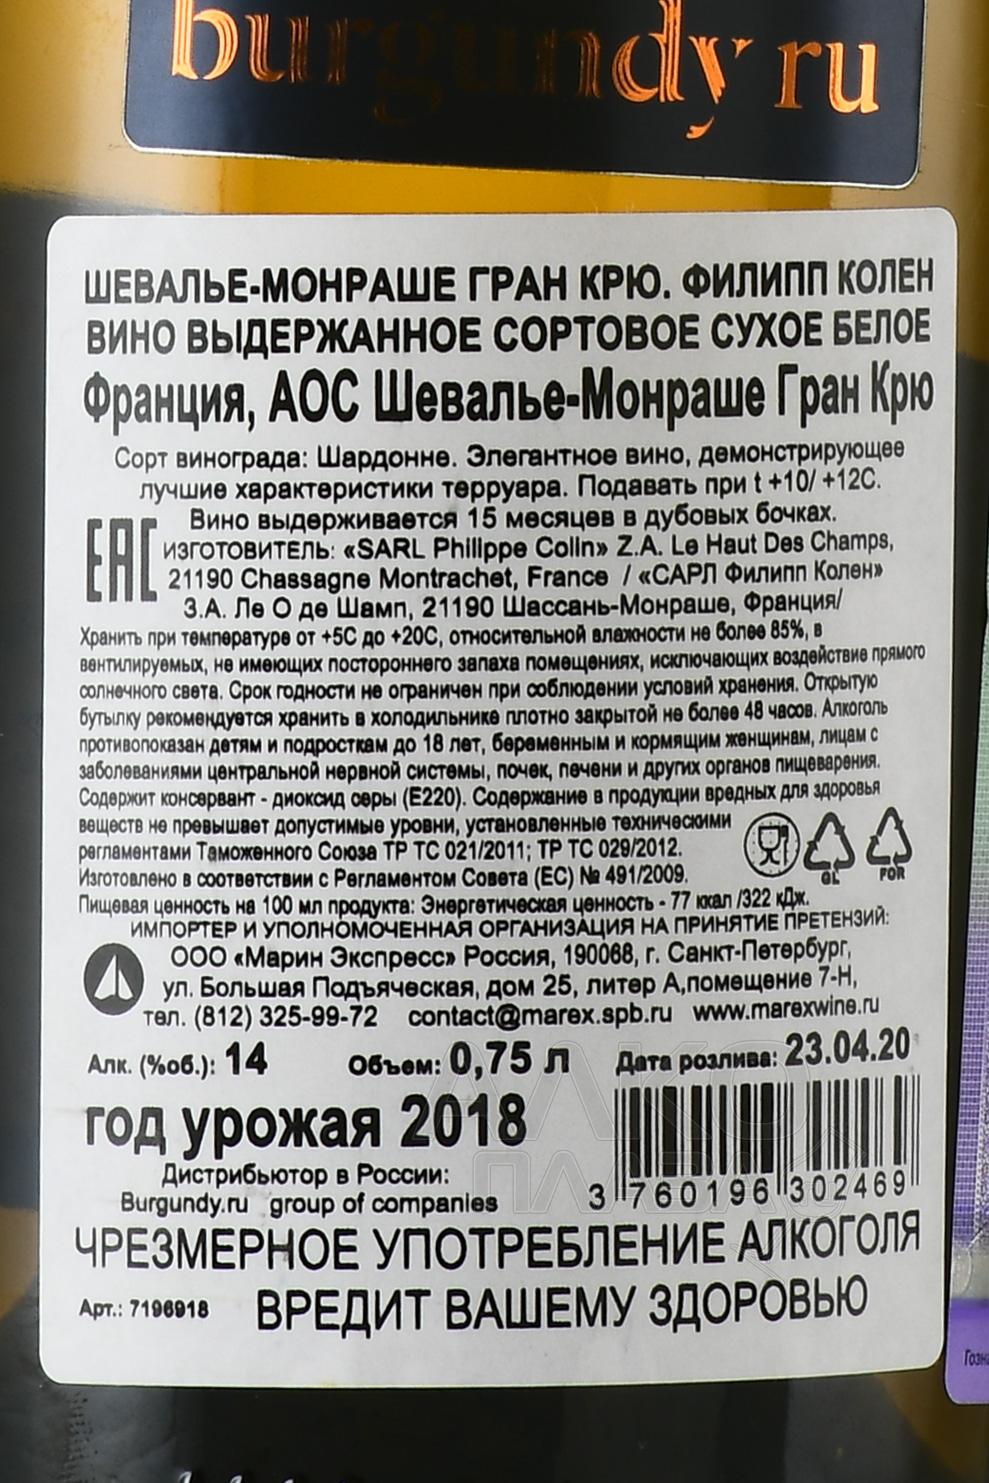 burgundy ru
ШЕВАЛЬЕ-МОНРАШЕ ГРАН КРЮ. ФИЛИПП КОЛЕН
ВИНО ВЫДЕРЖАННОЕ СОРТОВОЕ СУХОЕ БЕЛОЕ
Франция, АОС Шевалье-Монраше Гран Крю
Сорт винограда: Шардонне. Элегантное вино, демонстрирующее
лучшие характеристики терруара. Подавать при t +10/ +12С.
Вино выдерживается 15 месяцев в дубовых бочках.
EAC
ИЗГОТОВИТЕЛЬ: «SARL Philippe Colin» Z.A. Le Haut Des Champs,
21190 Chassagne Montrachet, France / «САРЛ Филипп Колен»
З.А. Ле О де Шамп, 21190 Шассань-Монраше, Франция/
Хранить при температуре от +5С до +20С, относительной влажности не более 85%, в
вентилируемых, не имеющих постороннего запаха помещениях, исключающих воздействие прямого
солнечного света. Срок годности не ограничен при соблюдении условий хранения. Открытую
бутылку рекомендуется хранить в холодильнике плотно закрытой не более 48 часов. Алкоголь
противопоказан детям и подросткам до 18 лет, беременным и кормящим женщинам, лицам с
заболеваниями центральной нервной системы, почек, печени и других органов пищеварения.
Содержит консервант - диоксид серы (Е220). Содержание в продукции вредных для здоровья
веществ не превышает допустимые уровни, установленные техническими
регламентами Таможенного Союза ТР ТС 021/2011; ТР ТС 029/2012.
Изготовлено в соответствии с Регламентом Совета (ЕС) № 491/2009.
GL FOR
Пищевая ценность на 100 мл продукта: Энергетическая ценность - 77 ккал /322 кДж.
ИМПОРТЕР И УПОЛНОМОЧЕННАЯ ОРГАНИЗАЦИЯ НА ПРИНЯТИЕ ПРЕТЕНЗИЙ:
ООО «Марин Экспресс» Россия, 190068, г. Санкт-Петербург,
ул. Большая Подъяческая, дом 25, литер А,помещение 7-Н,
тел. (812) 325-99-72 contact@marex.spb.ru www.marexwine.ru
Алк. (%об.): 14 Объем: 0,75 л Дата розлива: 23.04.20
год урожая 2018
Дистрибьютор в России:
Burgundy.ru group of companies
3 760196 302469
ЧРЕЗМЕРНОЕ УПОТРЕБЛЕНИЕ АЛКОГОЛЯ
Арт.: 7196918 ВРЕДИТ ВАШЕМУ ЗДОРОВЬЮ